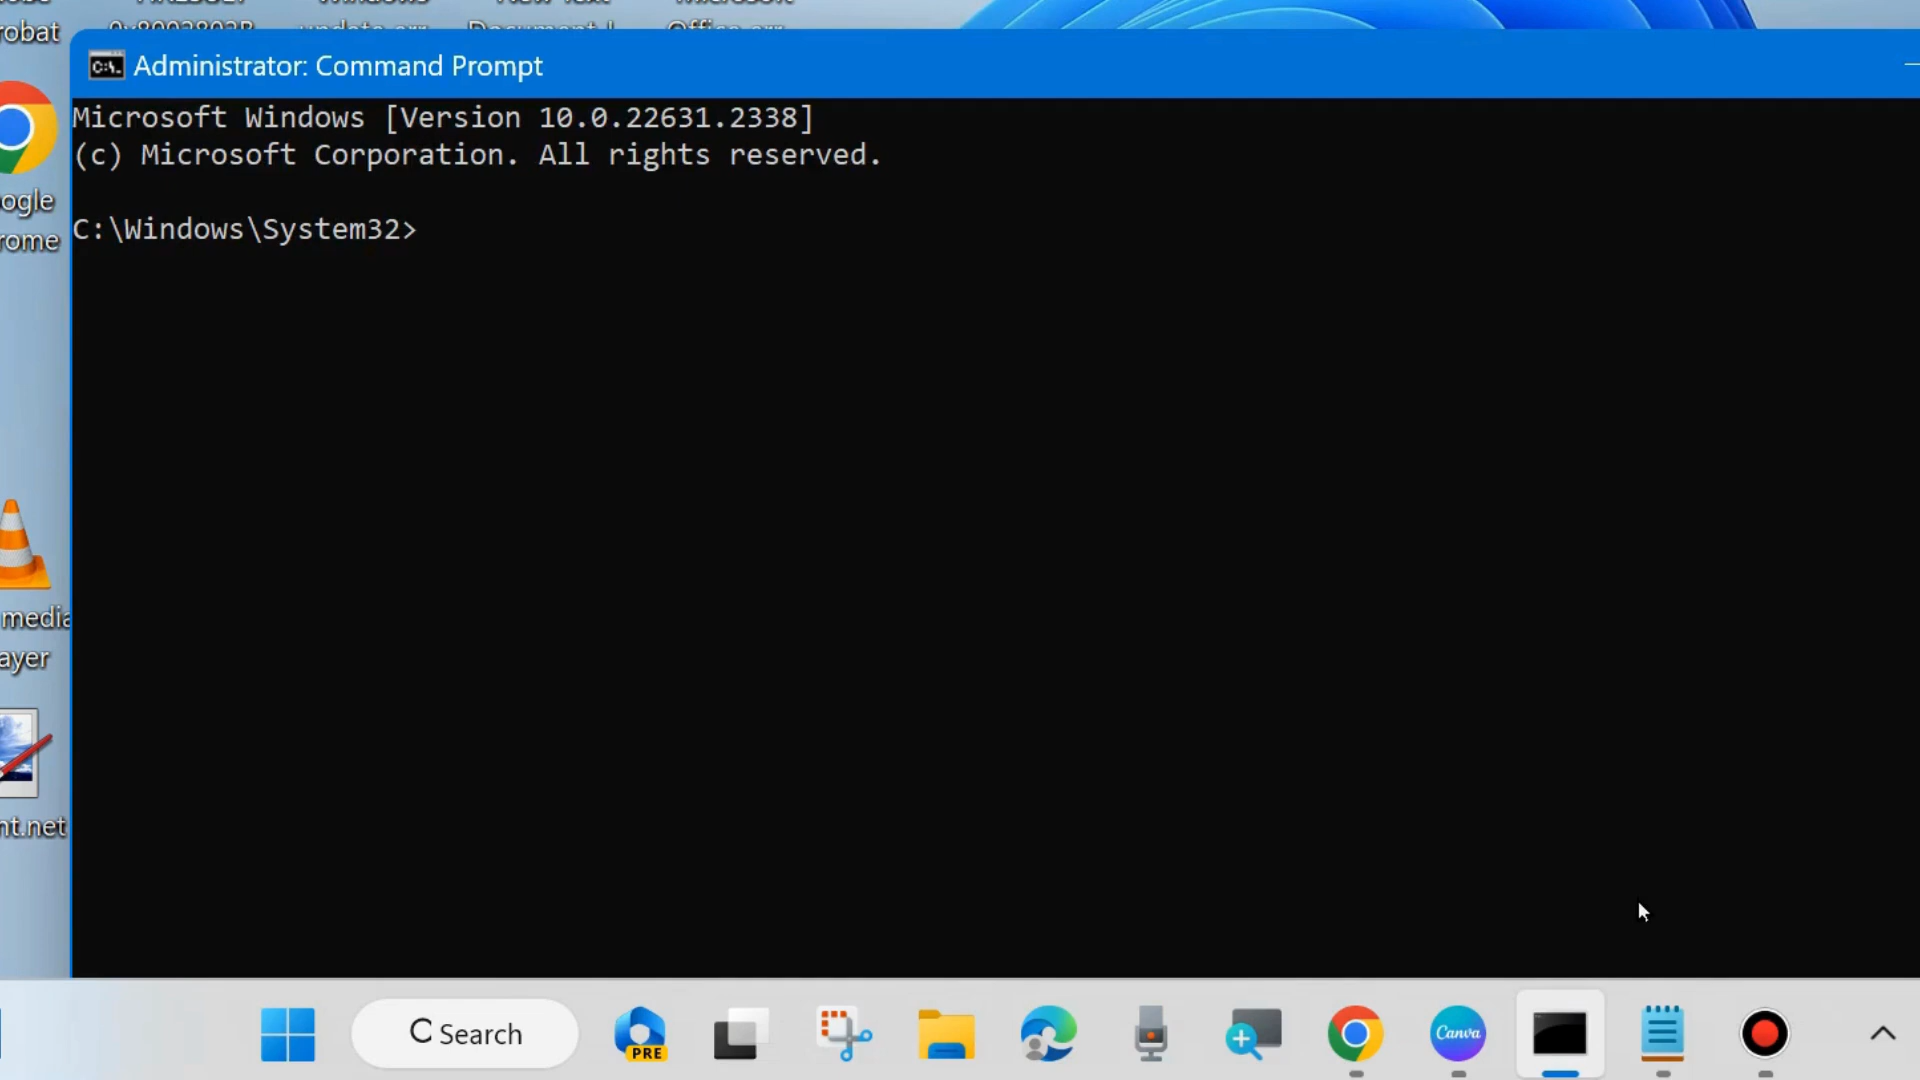 robat
Administrator: Command Prompt
Microsoft Windows [Version 10.0.22631.2338]
(c) Microsoft Corporation. All rights reserved.
C:\Windows\System32>
ogle
rome
media
ayer
nt.net
Search
PRE
Canva